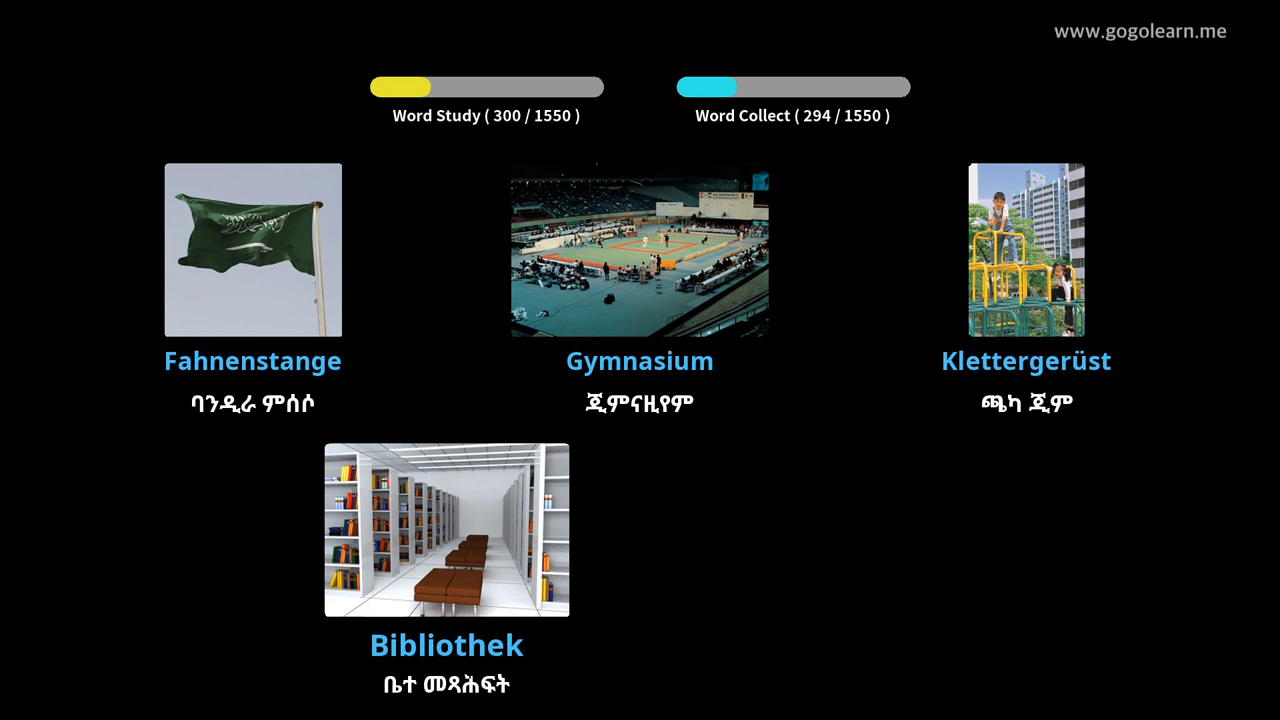 www.gogolearn.me
Word Study ( 300 / 1550 )
Word Collect ( 294 / 1550 )
Fahnenstange
Gymnasium
Klettergerüst
ባንዲራ ምሰሶ
ጂምናዚየም
ጫካ ጂም
Bibliothek
ቤተ መጻሕፍት